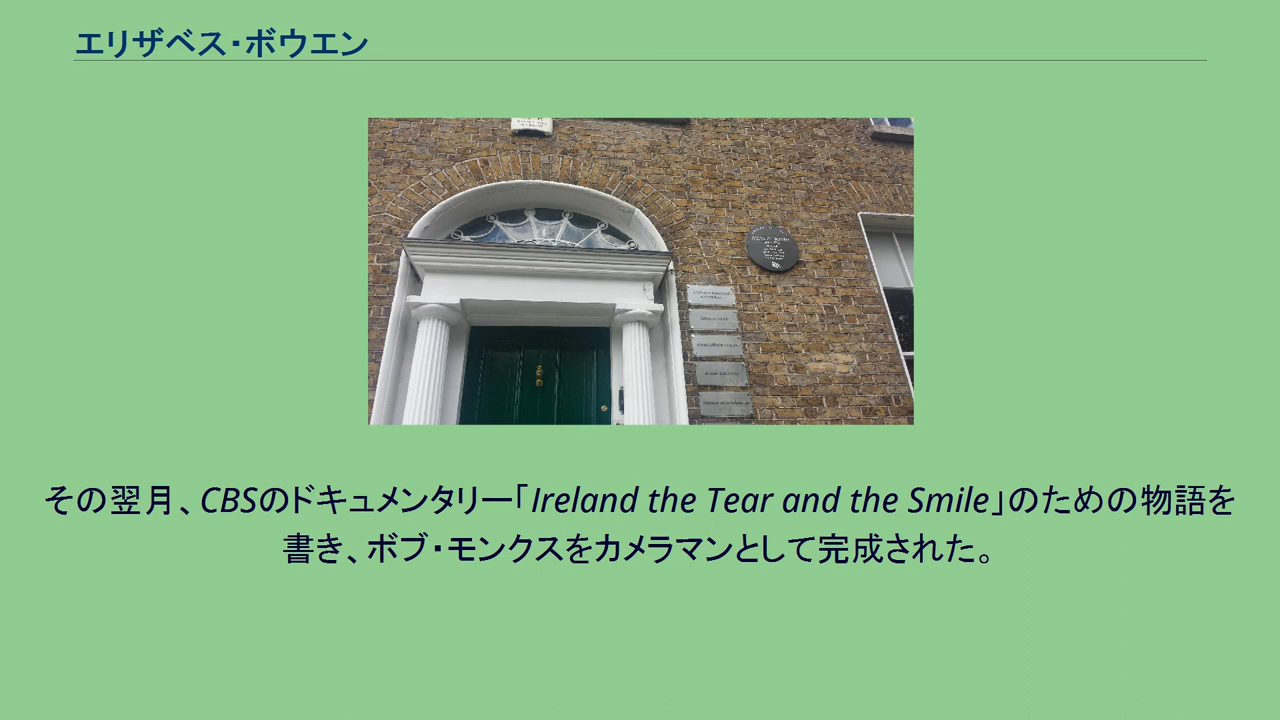 エリザベス・ボウエン
その翌月、CBSのドキュメンタリー「Ireland the Tear and the Smile」のための物語を
書き、ボブ・モンクスをカメラマンとして完成された。